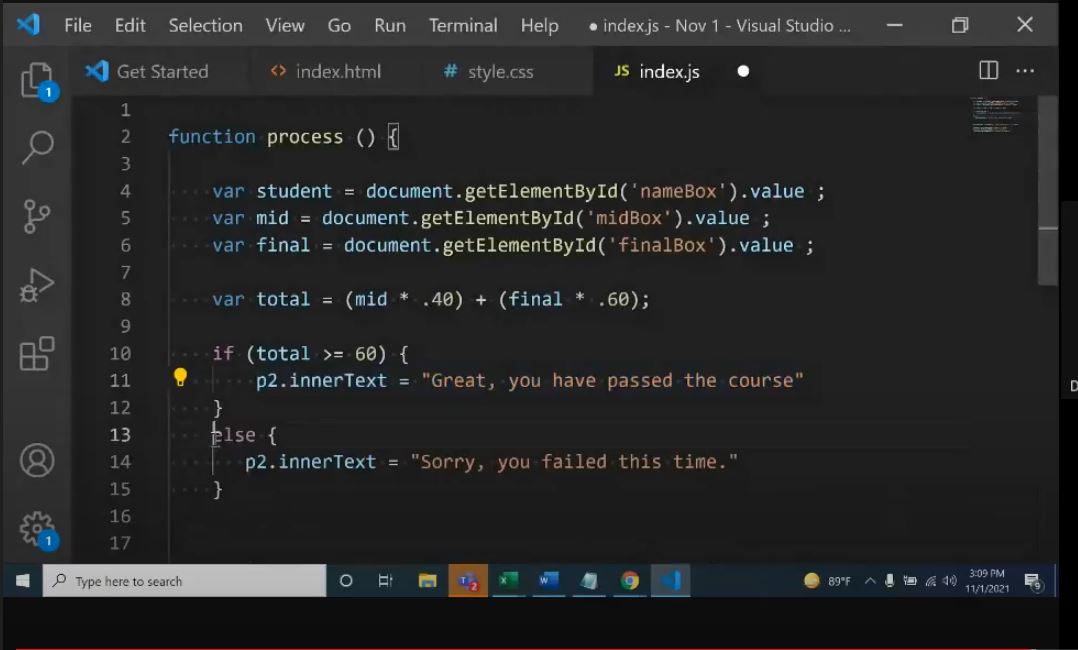 File Edit Selection View Go Run Terminal Help ● index.js - Nov 1 - Visual Studio ...
Get Started <> index.html # style.css JS index.js
1
2 function process () {
3
4 var student = document.getElementById('nameBox').value ;
5 var mid = document.getElementById('midBox').value ;
6 var final = document.getElementById('finalBox').value ;
7
8 var total = (mid * .40) + (final * .60);
9
10 if (total >= 60) {
11 p2.innerText = "Great, you have passed the course"
12 }
13 else {
14 p2.innerText = "Sorry, you failed this time."
15 }
16
17
1
1
Type here to search
2
89°F
3:09 PM
11/1/2021
9
D